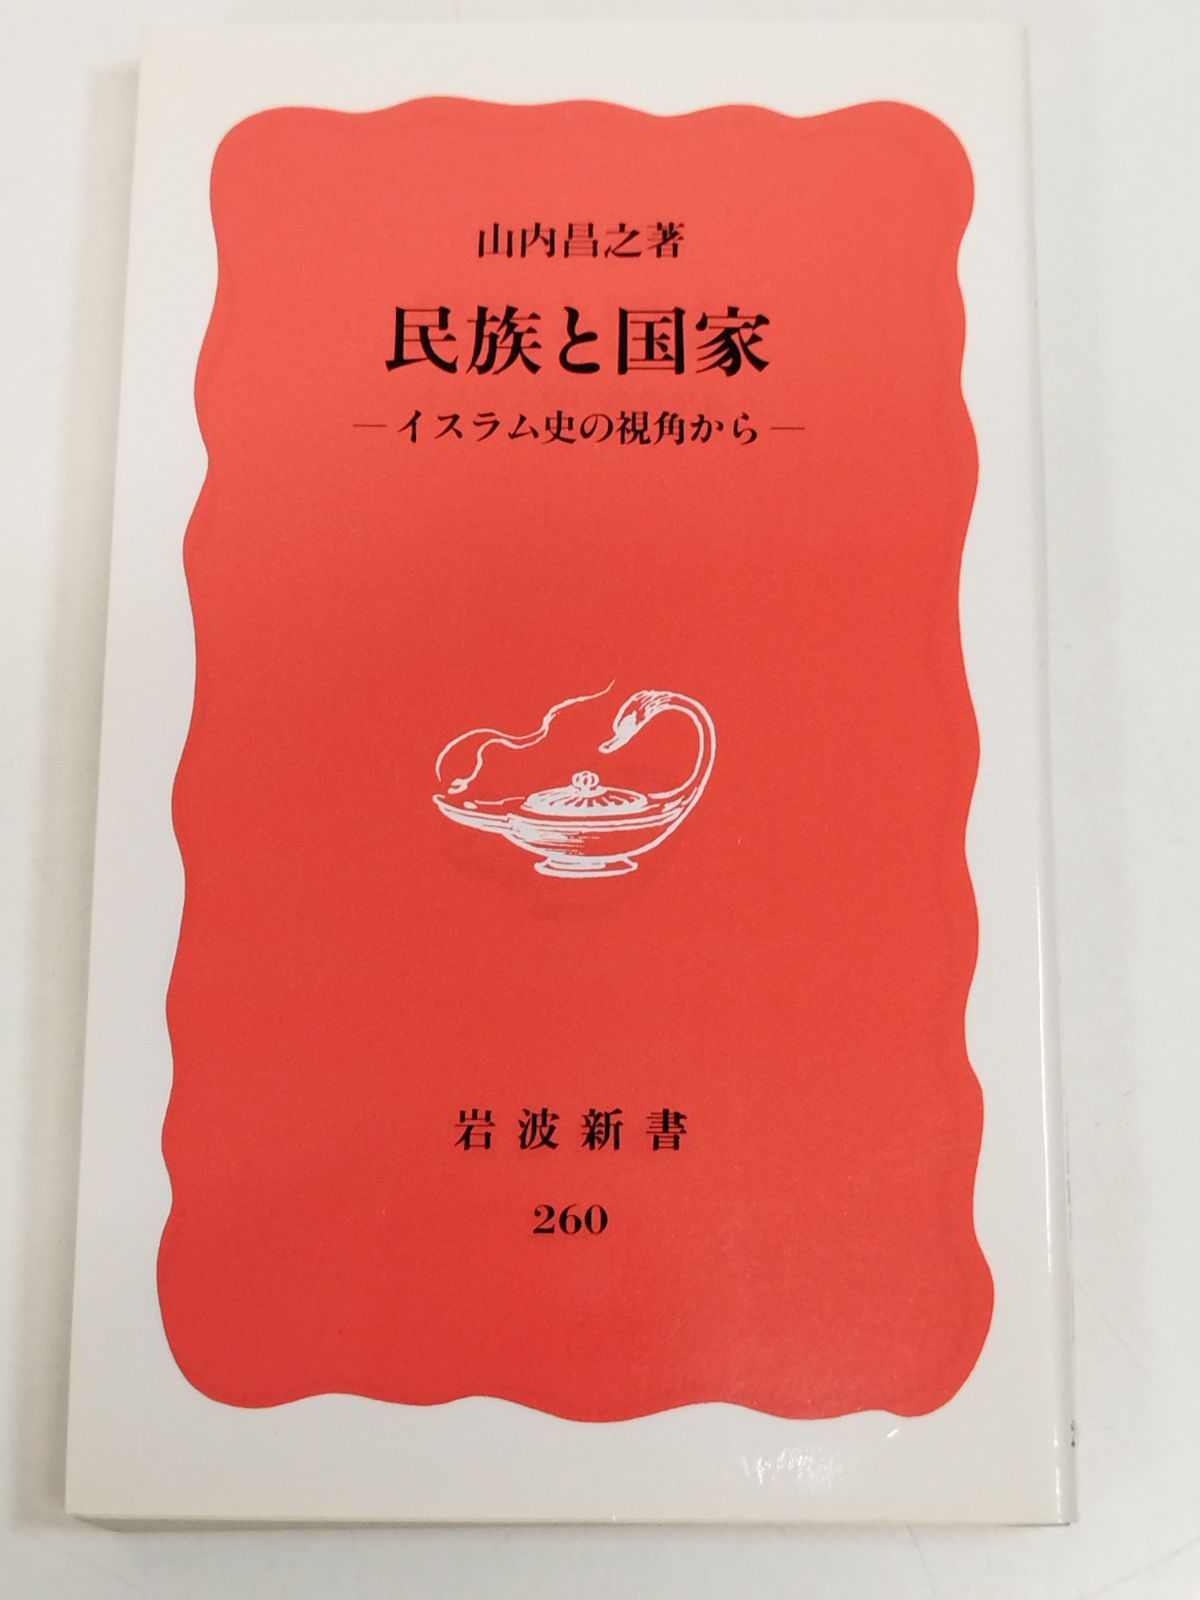 山内昌之著
民族と国家
—イスラム史の視角から—
岩波新書
260